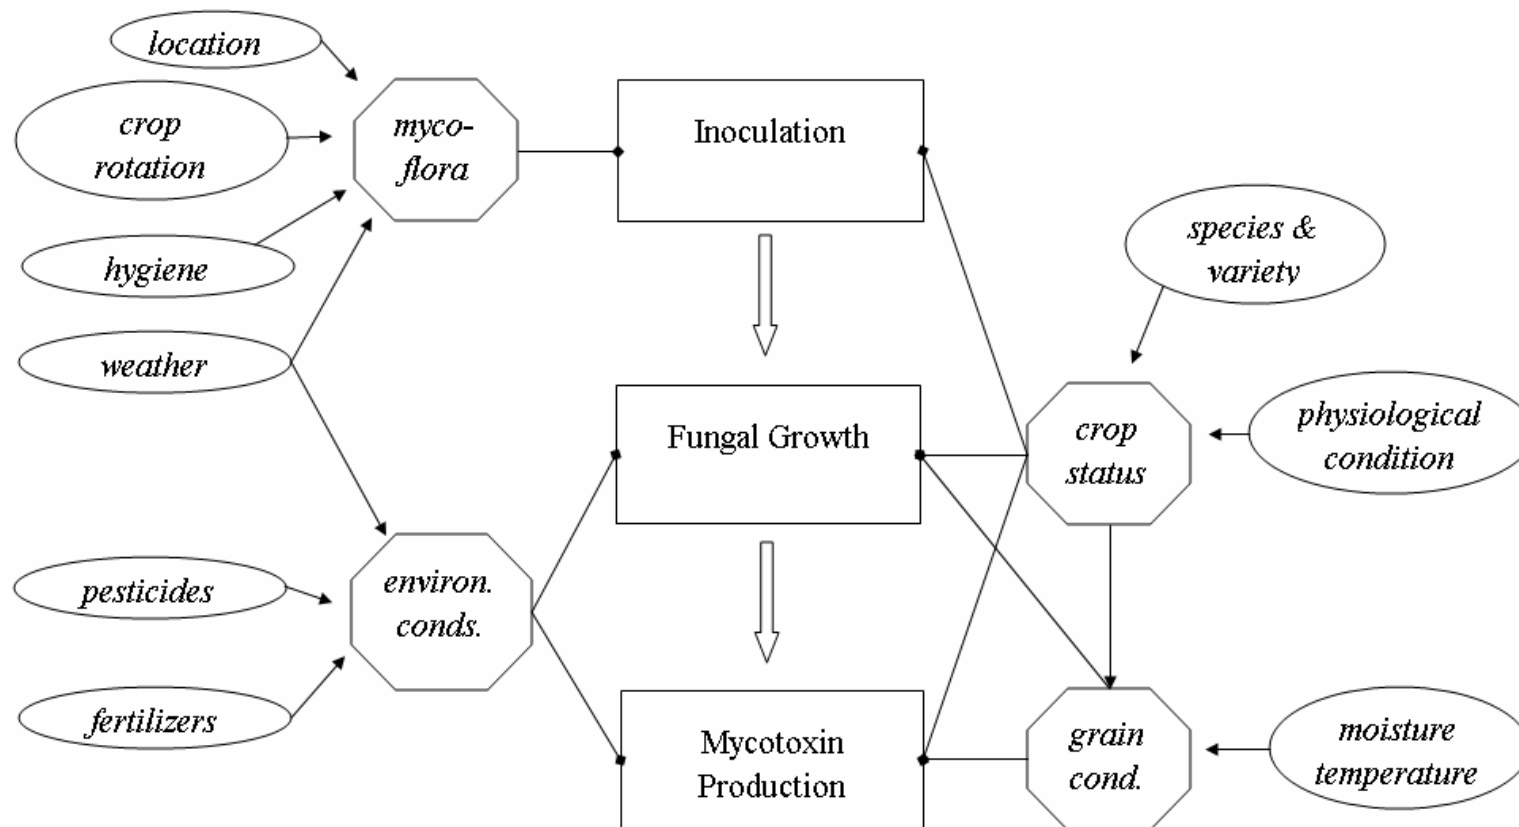 location
crop
rotation
hygiene
weather
pesticides
fertilizers
myco-
flora
environ.
conds.
Inoculation
Fungal Growth
Mycotoxin
Production
species &
variety
crop
status
physiological
condition
grain
cond.
moisture
temperature